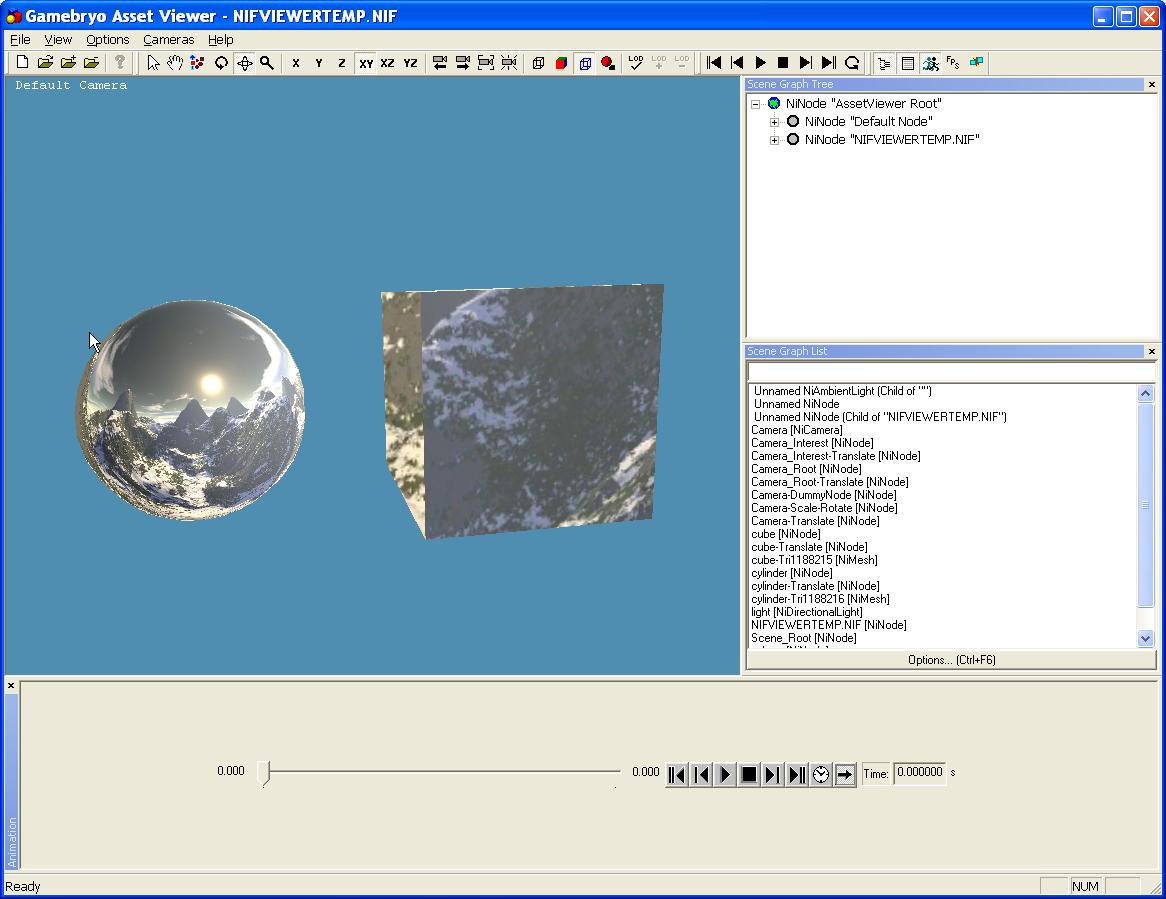 Gamebryo Asset Viewer - NIFVIEWERTEMP.NIF
File View Options Cameras Help
X Y Z XY XZ YZ LOD LOD LOD FPS
Default Camera
Scene Graph Tree
NiNode "AssetViewer Root"
NiNode "Default Node"
NiNode "NIFVIEWERTEMP.NIF"
Scene Graph List
Unnamed NiAmbientLight (Child of "")
Unnamed NiNode
Unnamed NiNode (Child of "NIFVIEWERTEMP.NIF")
Camera [NiCamera]
Camera_Interest [NiNode]
Camera_Interest-Translate [NiNode]
Camera_Root [NiNode]
Camera_Root-Translate [NiNode]
Camera-DummyNode [NiNode]
Camera-Scale-Rotate [NiNode]
Camera-Translate [NiNode]
cube [NiNode]
cube-Translate [NiNode]
cube-Tri1188215 [NiMesh]
cylinder [NiNode]
cylinder-Translate [NiNode]
cylinder-Tri1188216 [NiMesh]
light [NiDirectionalLight]
NIFVIEWERTEMP.NIF [NiNode]
Scene_Root [NiNode]
Options... (Ctrl+F6)
Animation
0.000
0.000
Time: 0.000000 s
Ready
NUM